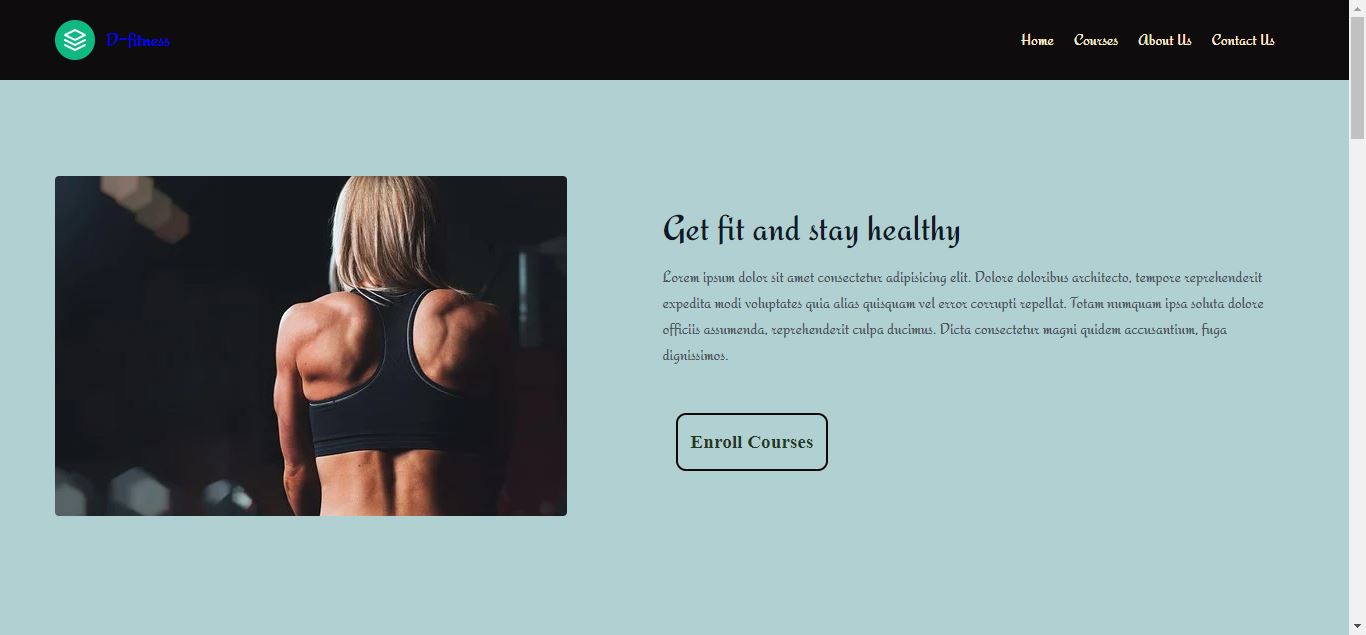 D-fitness
Home Courses About Us Contact Us
Get fit and stay healthy
Lorem ipsum dolor sit amet consectetur adipisicing elit. Dolore doloribus architecto, tempore reprehenderit
expedita modi voluptates quia alias quisquam vel error corrupti repellat. Totam numquam ipsa soluta dolore
officiis assumenda, reprehenderit culpa ducimus. Dicta consectetur magni quidem accusantium, fuga
dignissimos.
Enroll Courses